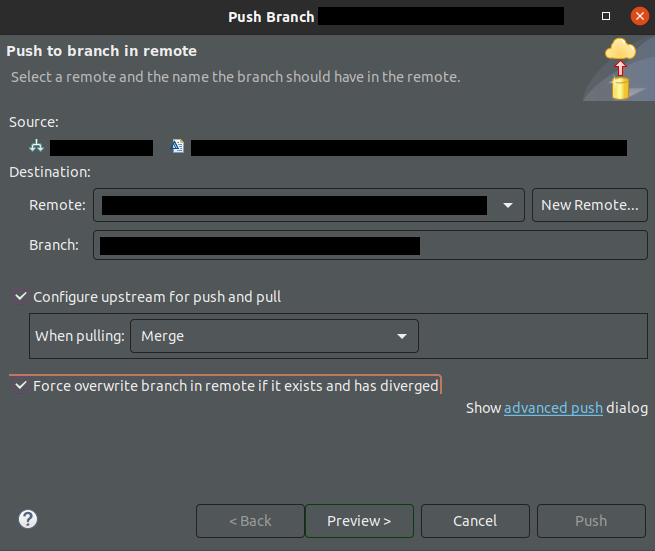 Push Branch
Push to branch in remote
Select a remote and the name the branch should have in the remote.
Source:
Destination:
Remote:
New Remote...
Branch:
Configure upstream for push and pull
When pulling: Merge
Force overwrite branch in remote if it exists and has diverged
Show advanced push dialog
?
< Back
Preview >
Cancel
Push